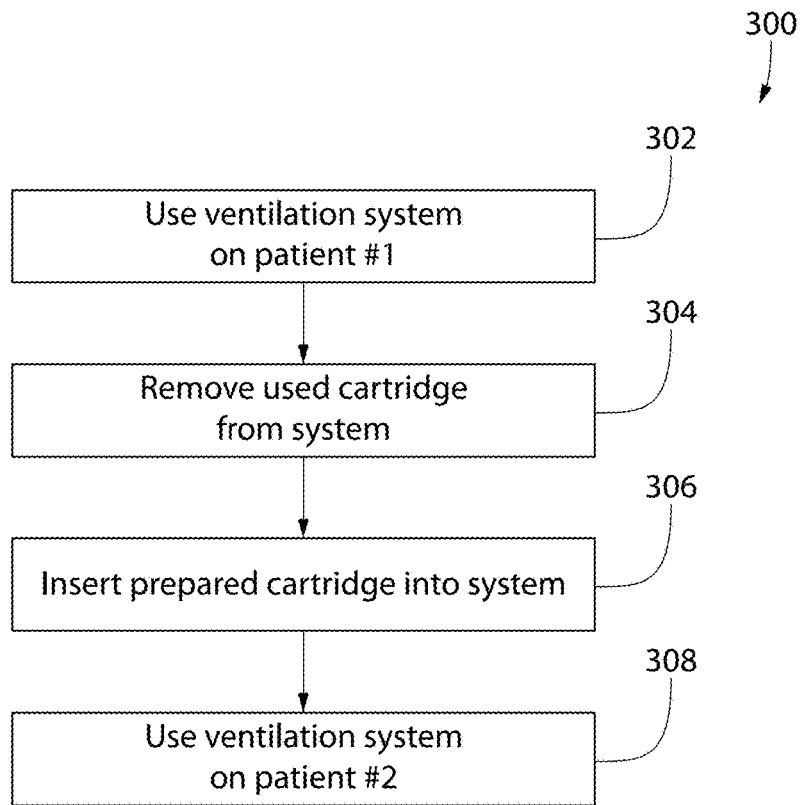 300
302
Use ventilation system
on patient #1
304
Remove used cartridge
from system
306
Insert prepared cartridge into system
308
Use ventilation system
on patient #2